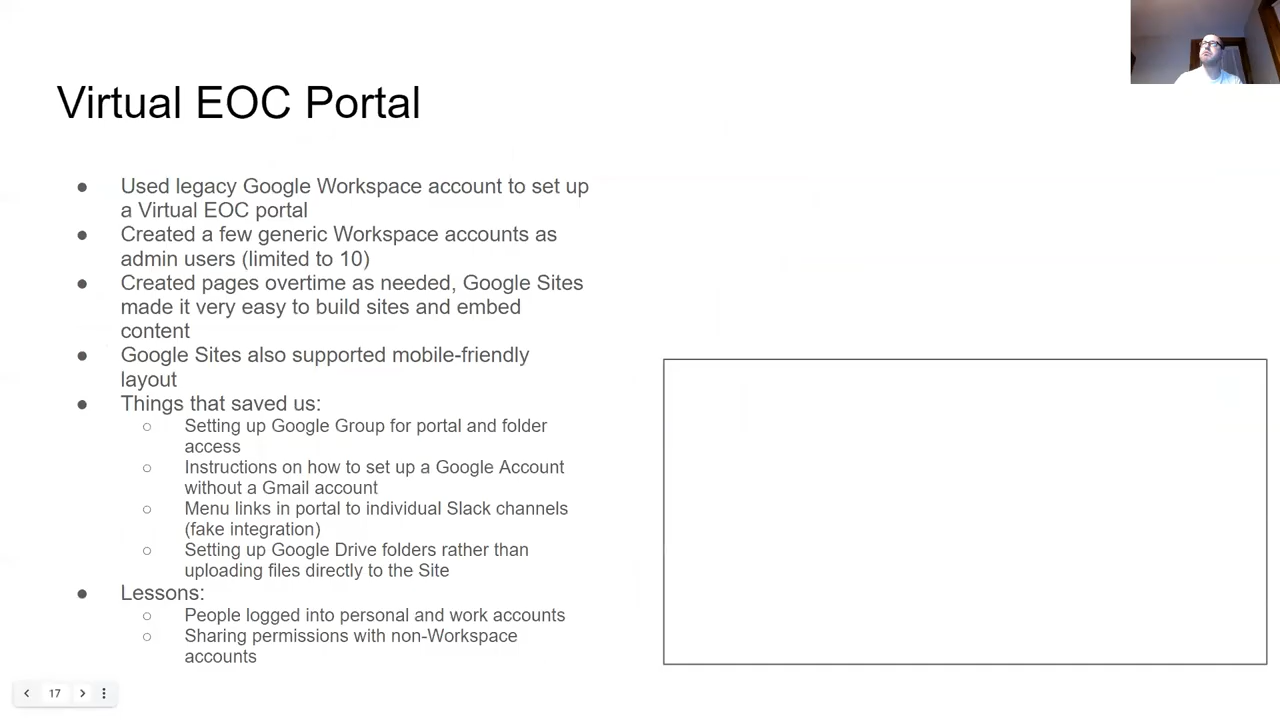 Virtual EOC Portal
● Used legacy Google Workspace account to set up
a Virtual EOC portal
● Created a few generic Workspace accounts as
admin users (limited to 10)
● Created pages overtime as needed, Google Sites
made it very easy to build sites and embed
content
● Google Sites also supported mobile-friendly
layout
● Things that saved us:
○ Setting up Google Group for portal and folder
access
○ Instructions on how to set up a Google Account
without a Gmail account
○ Menu links in portal to individual Slack channels
(fake integration)
○ Setting up Google Drive folders rather than
uploading files directly to the Site
● Lessons:
○ People logged into personal and work accounts
○ Sharing permissions with non-Workspace
accounts
17